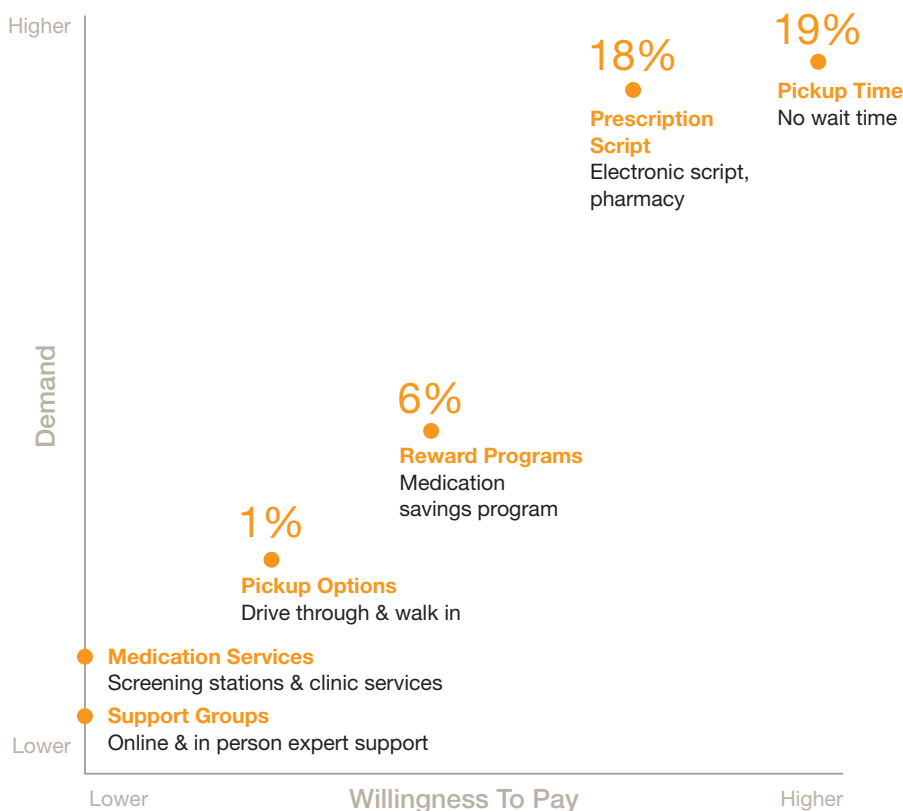 Higher
19%
18%
Pickup Time
No wait time
Prescription
Script
Electronic script,
pharmacy
Demand
6%
Reward Programs
Medication
savings program
1%
Pickup Options
Drive through & walk in
Medication Services
Screening stations & clinic services
Support Groups
Online & in person expert support
Lower
Lower
Willingness To Pay
Higher